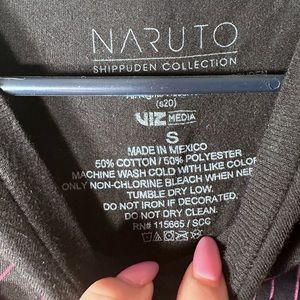 NARUTO
SHIPPUDEN COLLECTION
(s20)
VIZ MEDIA
S
MADE IN MEXICO
50% COTTON / 50% POLYESTER
MACHINE WASH COLD WITH LIKE COLOR
ONLY NON-CHLORINE BLEACH WHEN NE
TUMBLE DRY LOW.
DO NOT IRON IF DECORATED.
DO NOT DRY CLEAN.
RN# 115665 / SCG